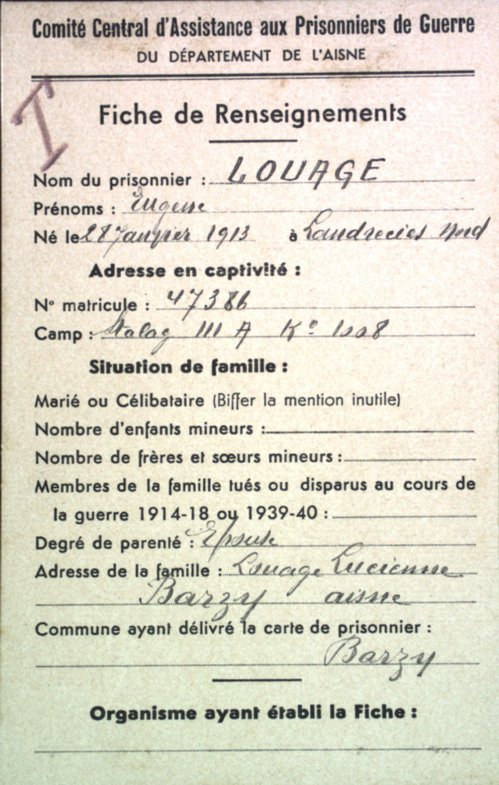 Comité Central d'Assistance aux Prisonniers de Guerre
DU DÉPARTEMENT DE L'AISNE
I
Fiche de Renseignements
Nom du prisonnier : LOUAGE
Prénoms : Eugene
Né le 28 Janvier 1913 à Landrecies Nord
Adresse en captivité :
N° matricule : 47386
Camp : Stalag III A K°
Situation de famille :
Marié ou Célibataire (Biffer la mention inutile)
Nombre d'enfants mineurs :
Nombre de frères et sœurs mineurs :
Membres de la famille tués ou disparus au cours de
la guerre 1914-18 ou 1939-40 :
Degré de parenté : Epouse
Adresse de la famille : Louage Lucienne
Barzy aisne
Commune ayant délivré la carte de prisonnier :
Barzy
Organisme ayant établi la Fiche :